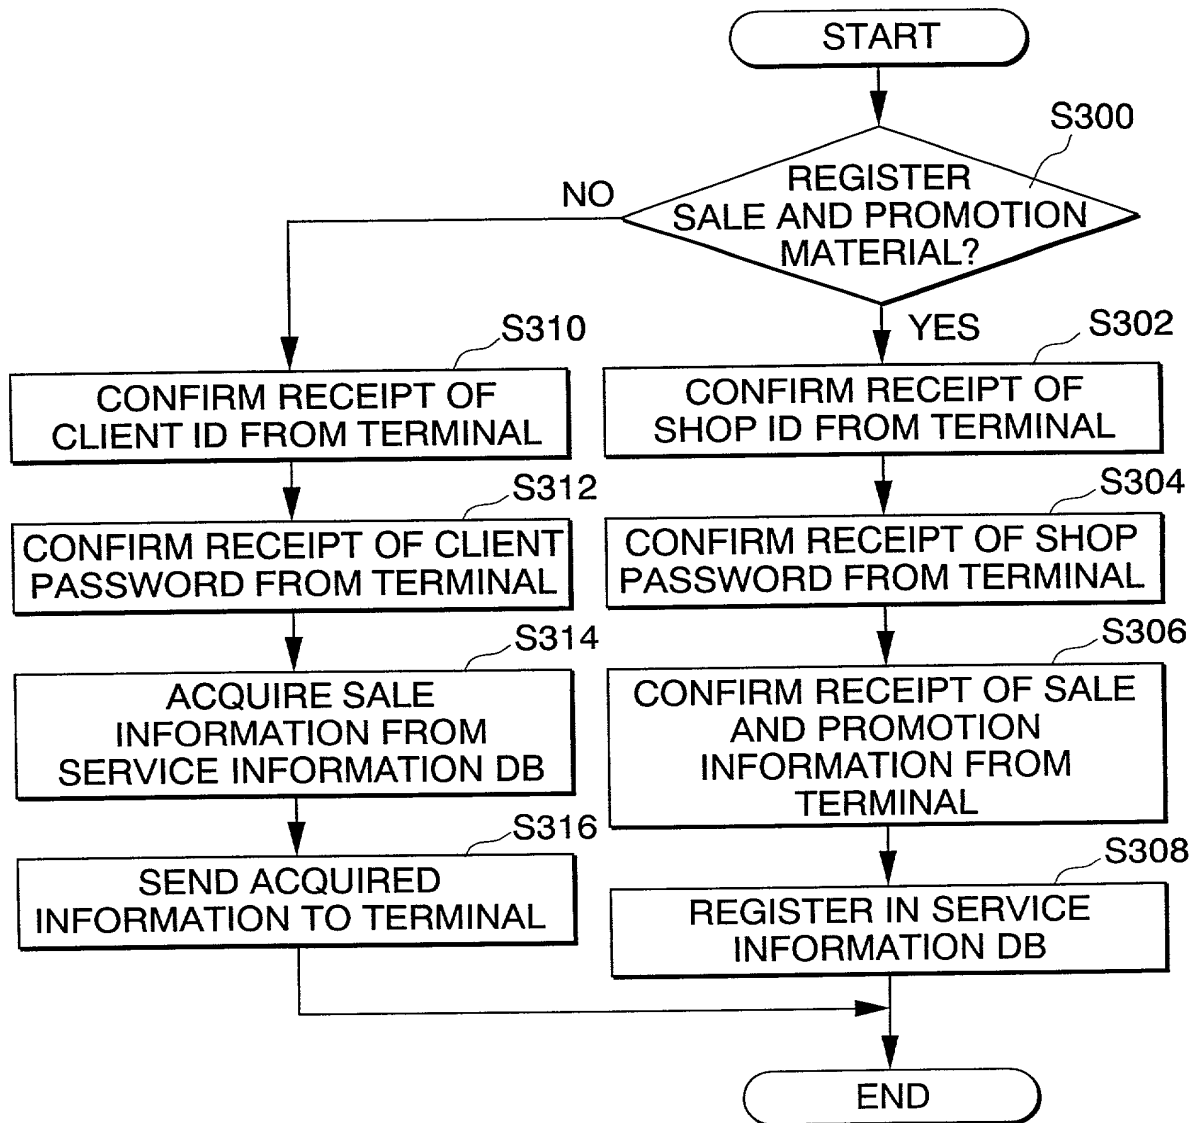 START
S300
REGISTER
SALE AND PROMOTION
MATERIAL?
NO
YES
S310
CONFIRM RECEIPT OF
CLIENT ID FROM TERMINAL
S312
CONFIRM RECEIPT OF CLIENT
PASSWORD FROM TERMINAL
S314
ACQUIRE SALE
INFORMATION FROM
SERVICE INFORMATION DB
S316
SEND ACQUIRED
INFORMATION TO TERMINAL
S302
CONFIRM RECEIPT OF
SHOP ID FROM TERMINAL
S304
CONFIRM RECEIPT OF SHOP
PASSWORD FROM TERMINAL
S306
CONFIRM RECEIPT OF SALE
AND PROMOTION
INFORMATION FROM
TERMINAL
S308
REGISTER IN SERVICE
INFORMATION DB
END